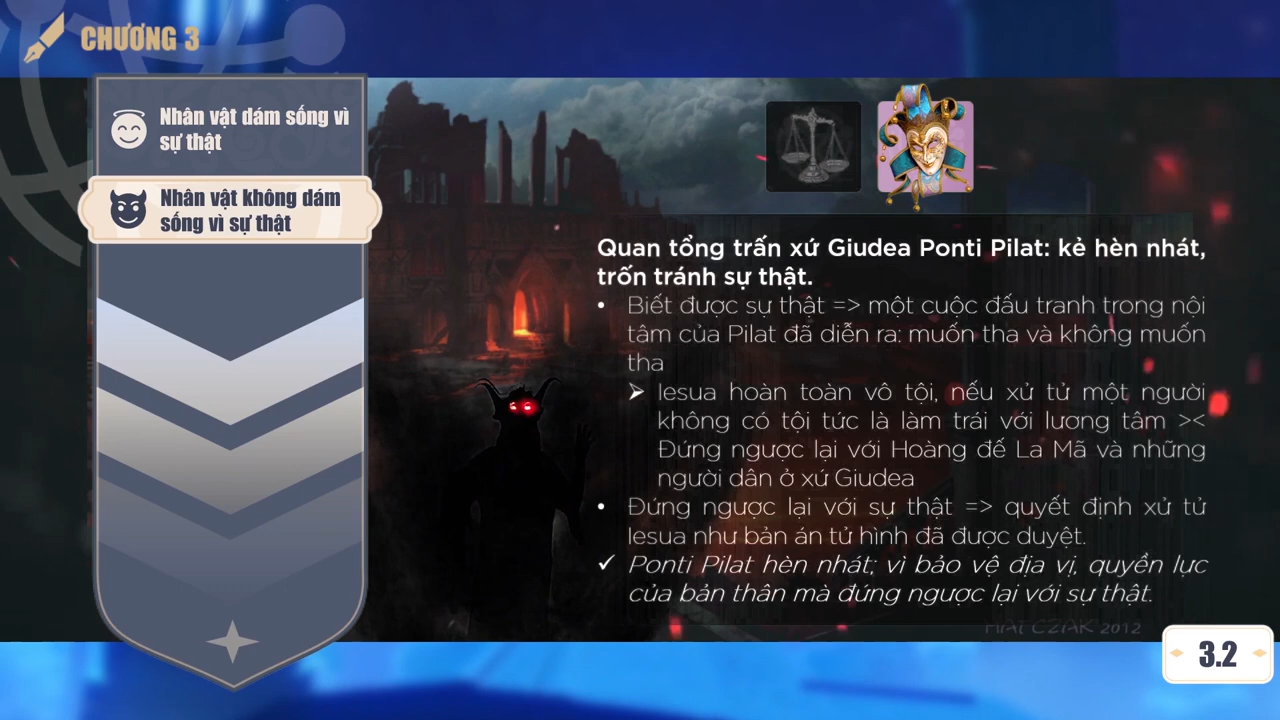 CHƯƠNG 3
Nhân vật dám sống vì
sự thật
Nhân vật không dám
sống vì sự thật
Quan tổng trấn xứ Giudea Ponti Pilat: kẻ hèn nhát,
trốn tránh sự thật.
• Biết được sự thật => một cuộc đấu tranh trong nội
tâm của Pilat đã diễn ra: muốn tha và không muốn
tha
➢ Iesua hoàn toàn vô tội, nếu xử tử một người
không có tội tức là làm trái với lương tâm ><
Đứng ngược lại với Hoàng đế La Mã và những
người dân ở xứ Giudea
• Đứng ngược lại với sự thật => quyết định xử tử
Iesua như bản án tử hình đã được duyệt.
✓ Ponti Pilat hèn nhát; vì bảo vệ địa vị, quyền lực
của bản thân mà đứng ngược lại với sự thật.
2012
3.2